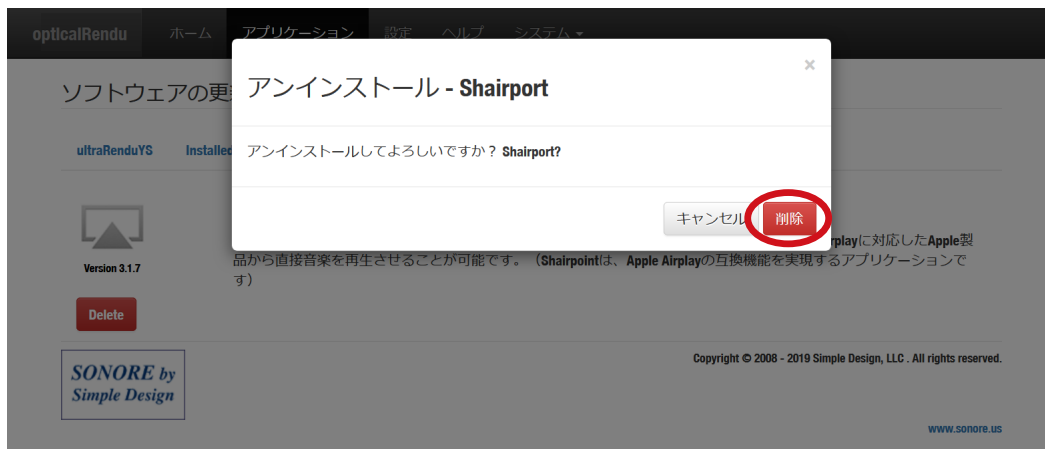 optIcalRendu ホーム アプリケーション 設定 ヘルプ システム
ソフトウェアの更
×
アンインストール - Shairport
ultraRenduYS Installed
アンインストールしてよろしいですか？ Shairport?
キャンセル 削除
rplayに対応したApple製
品から直接音楽を再生させることが可能です。（Shairpointは、Apple Airplayの互換機能を実現するアプリケーションで
す）
Version 3.1.7
Delete
SONORE by
Simple Design
Copyright © 2008 - 2019 Simple Design, LLC . All rights reserved.
www.sonore.us